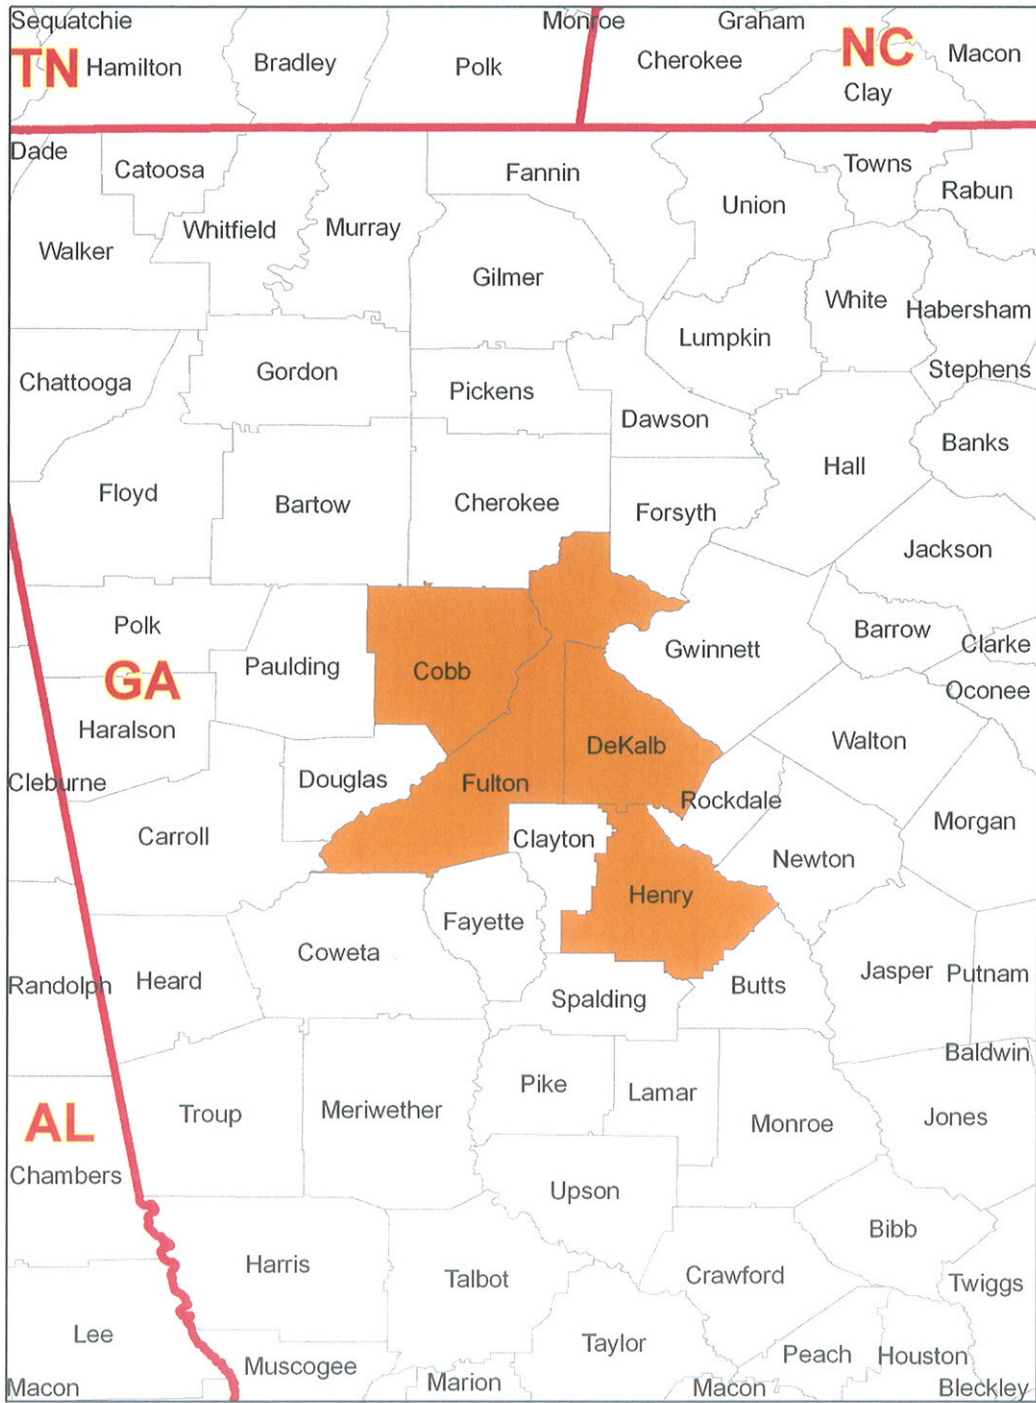 Sequatchie
Monroe
Graham
TN
Hamilton
Bradley
Polk
Cherokee
NC
Macon
Clay
Dade
Catoosa
Fannin
Towns
Rabun
Union
Whitfield
Murray
Walker
Gilmer
White
Habersham
Lumpkin
Stephens
Chattooga
Gordon
Pickens
Dawson
Banks
Hall
Floyd
Bartow
Cherokee
Forsyth
Jackson
Polk
Barrow
Clarke
Paulding
Cobb
Gwinnett
GA
Oconee
Haralson
DeKalb
Walton
Cleburne
Douglas
Fulton
Rockdale
Morgan
Carroll
Clayton
Newton
Henry
Fayette
Coweta
Randolph
Heard
Spalding
Butts
Jasper
Putnam
Baldwin
Pike
Lamar
Troup
Meriwether
Monroe
Jones
AL
Chambers
Upson
Bibb
Harris
Talbot
Crawford
Twiggs
Lee
Taylor
Peach
Houston
Muscogee
Macon
Marion
Macon
Bleckley